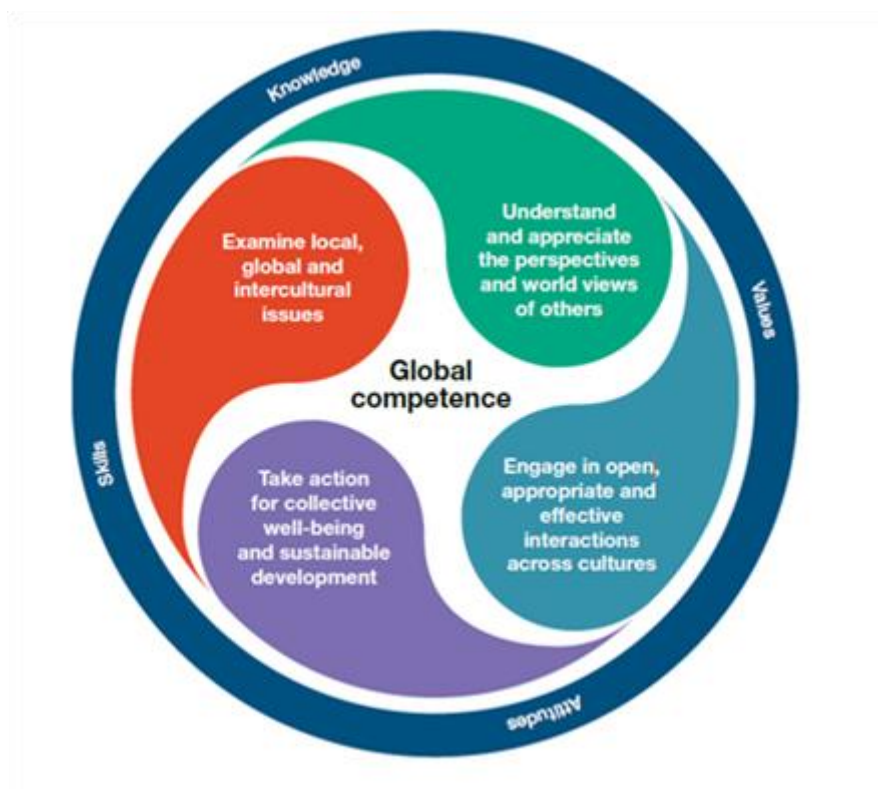 Knowledge
Understand
and appreciate
the perspectives
and world views
of others
Examine local,
global and
intercultural
issues
Values
Global
competence
Skills
Take action
for collective
well-being
and sustainable
development
Engage in open,
appropriate and
effective
interactions
across cultures
Attitudes